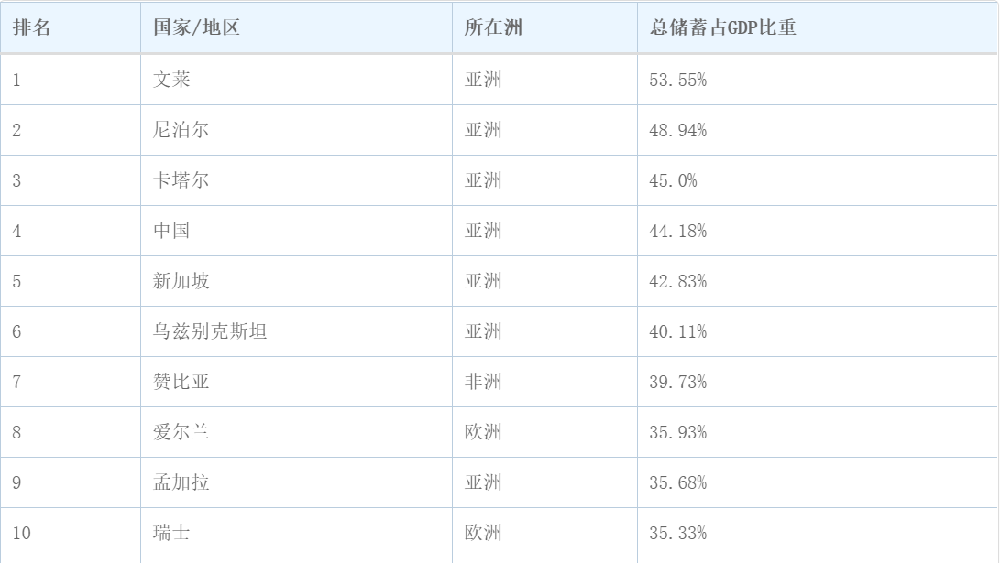 排名 国家/地区 所在洲 总储蓄占GDP比重
1 文莱 亚洲 53.55%
2 尼泊尔 亚洲 48.94%
3 卡塔尔 亚洲 45.0%
4 中国 亚洲 44.18%
5 新加坡 亚洲 42.83%
6 乌兹别克斯坦 亚洲 40.11%
7 赞比亚 非洲 39.73%
8 爱尔兰 欧洲 35.93%
9 孟加拉 亚洲 35.68%
10 瑞士 欧洲 35.33%